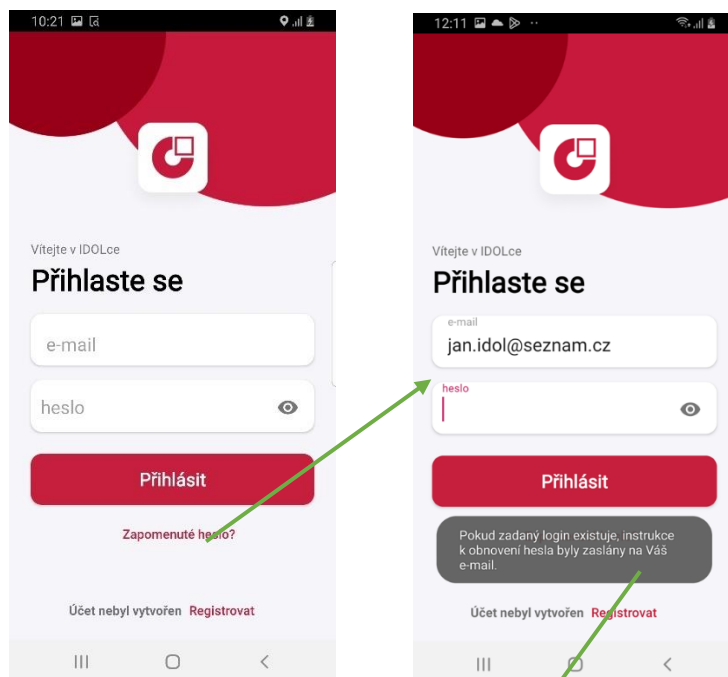 10:21
Vítejte v IDOLce
Přihlaste se
e-mail
heslo
Přihlásit
Zapomenuté heslo?
Účet nebyl vytvořen Registrovat
12:11
Vítejte v IDOLce
Přihlaste se
e-mail
jan.idol@seznam.cz
heslo
Přihlásit
Pokud zadaný login existuje, instrukce
k obnovení hesla byly zaslány na Váš
e-mail.
Účet nebyl vytvořen Registrovat